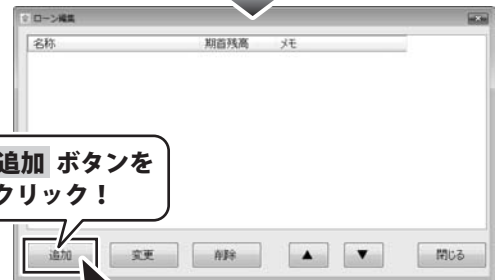 ローン編集
名称 期首残高 メモ
追加 ボタンを
クリック！
追加 変更 削除 ▲ ▼ 閉じる